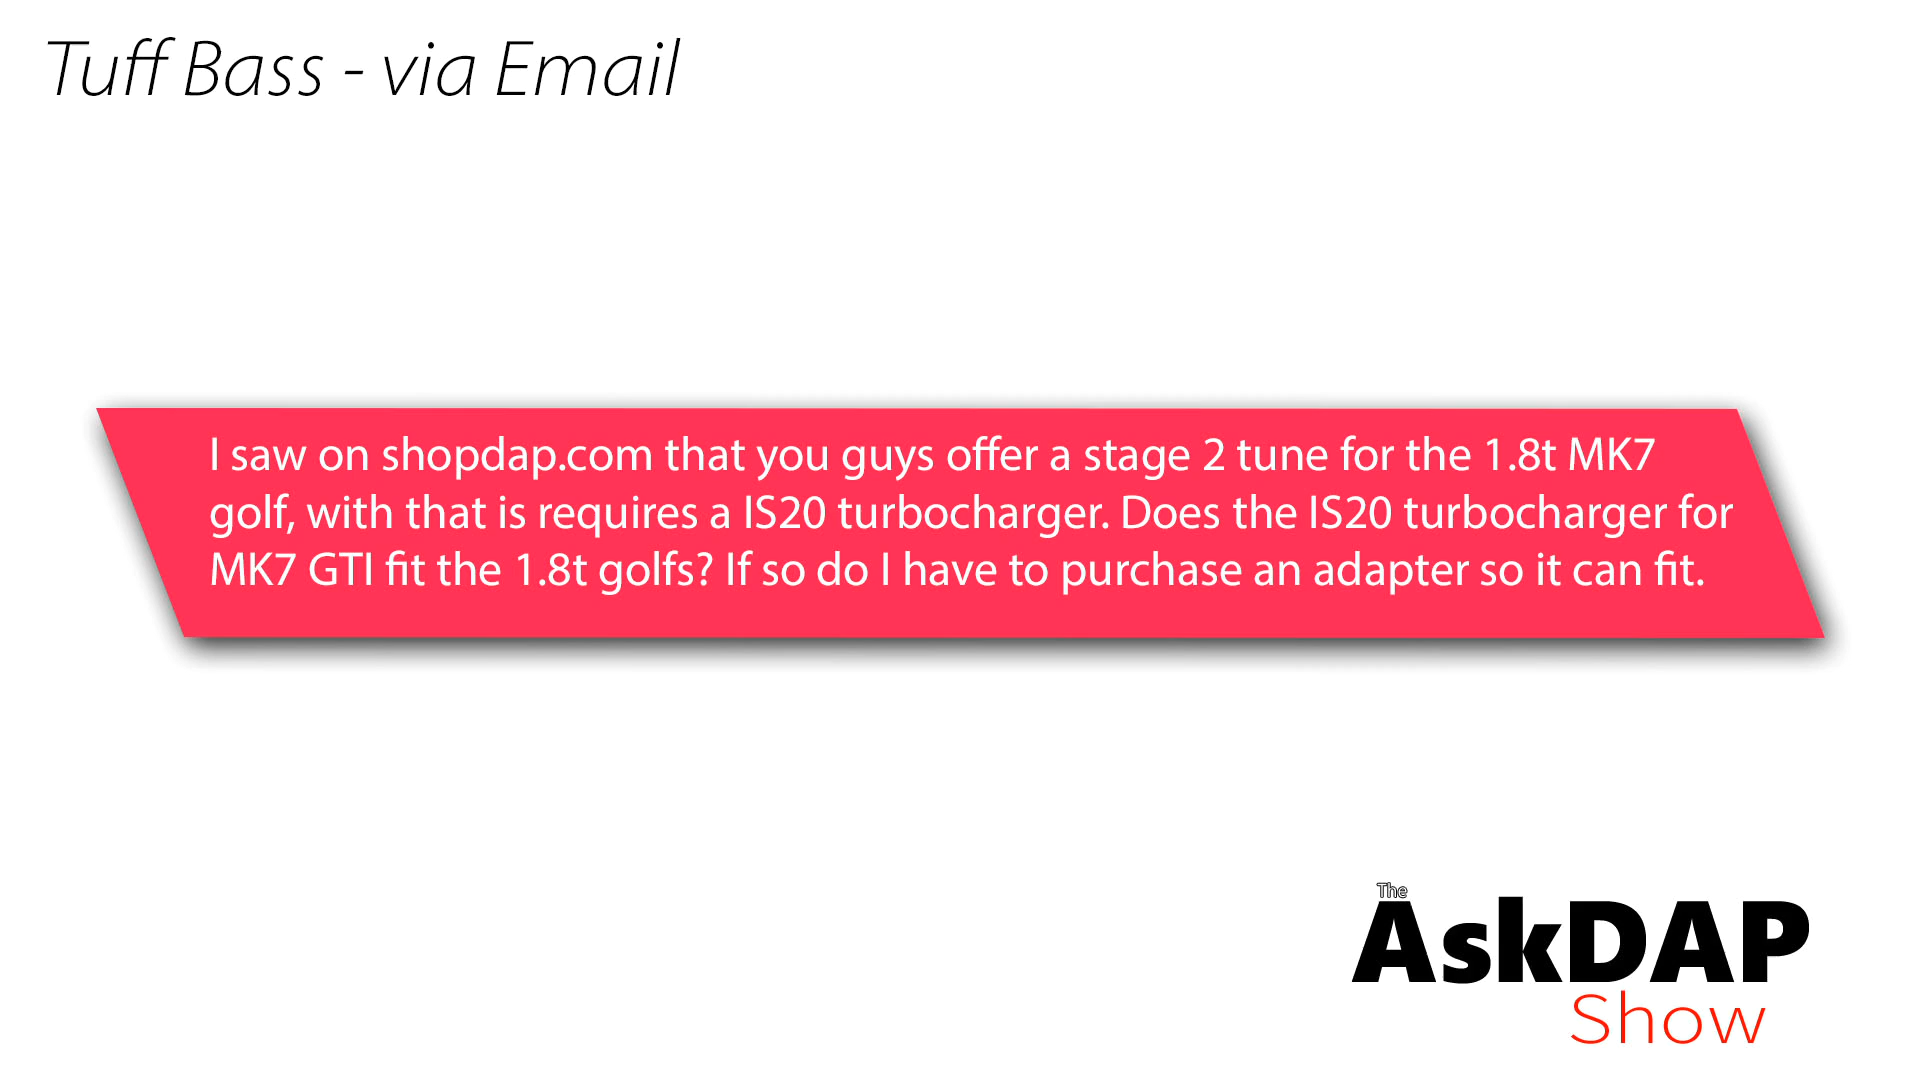 Tuff Bass - via Email
I saw on shopdap.com that you guys offer a stage 2 tune for the 1.8t MK7
golf, with that is requires a IS20 turbocharger. Does the IS20 turbocharger for
MK7 GTI fit the 1.8t golfs? If so do I have to purchase an adapter so it can fit.
The
AskDAP
Show